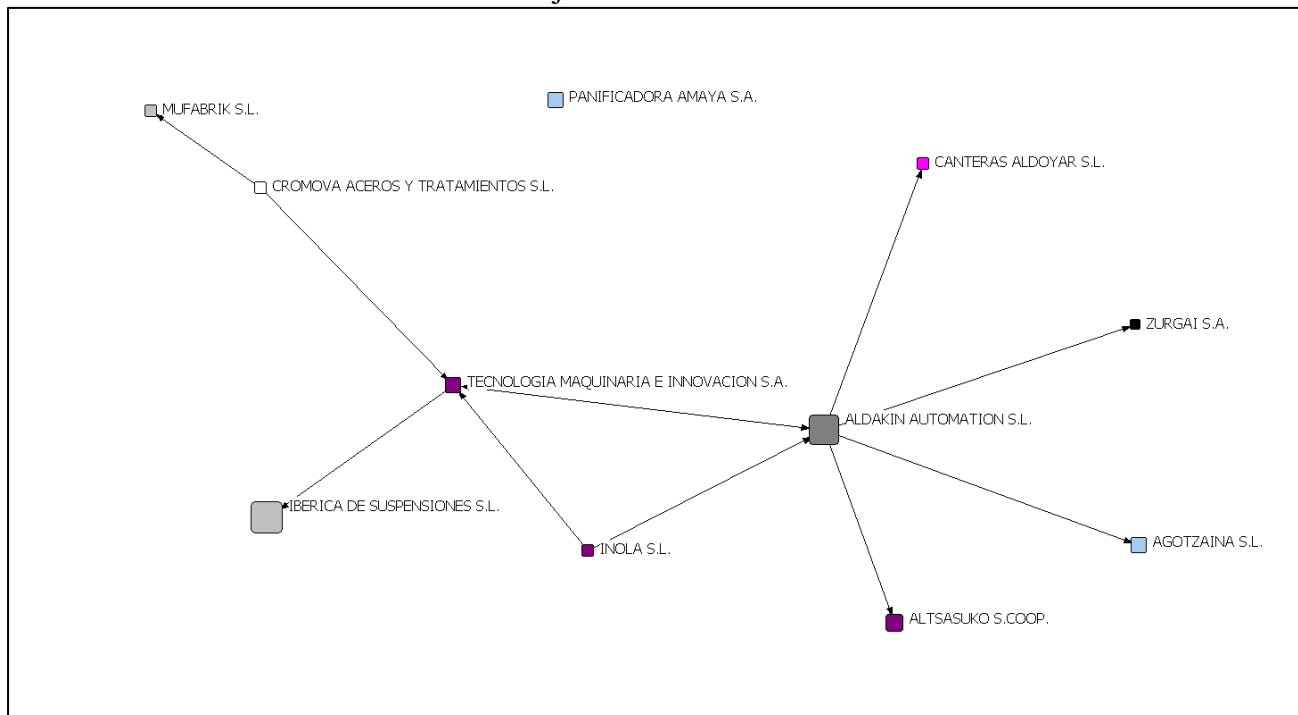 PANIFICADORA AMAYA S.A.
MUFABRIK S.L.
CANTERAS ALDOYAR S.L.
CROMOVA ACEROS Y TRATAMIENTOS S.L.
ZURGAI S.A.
TECNOLOGIA MAQUINARIA E INNOVACION S.A.
ALDAKIN AUTOMATION S.L.
IBERICA DE SUSPENSIONES S.L.
INOLA S.L.
AGOTZAINA S.L.
ALTSASUKO S.COOP.